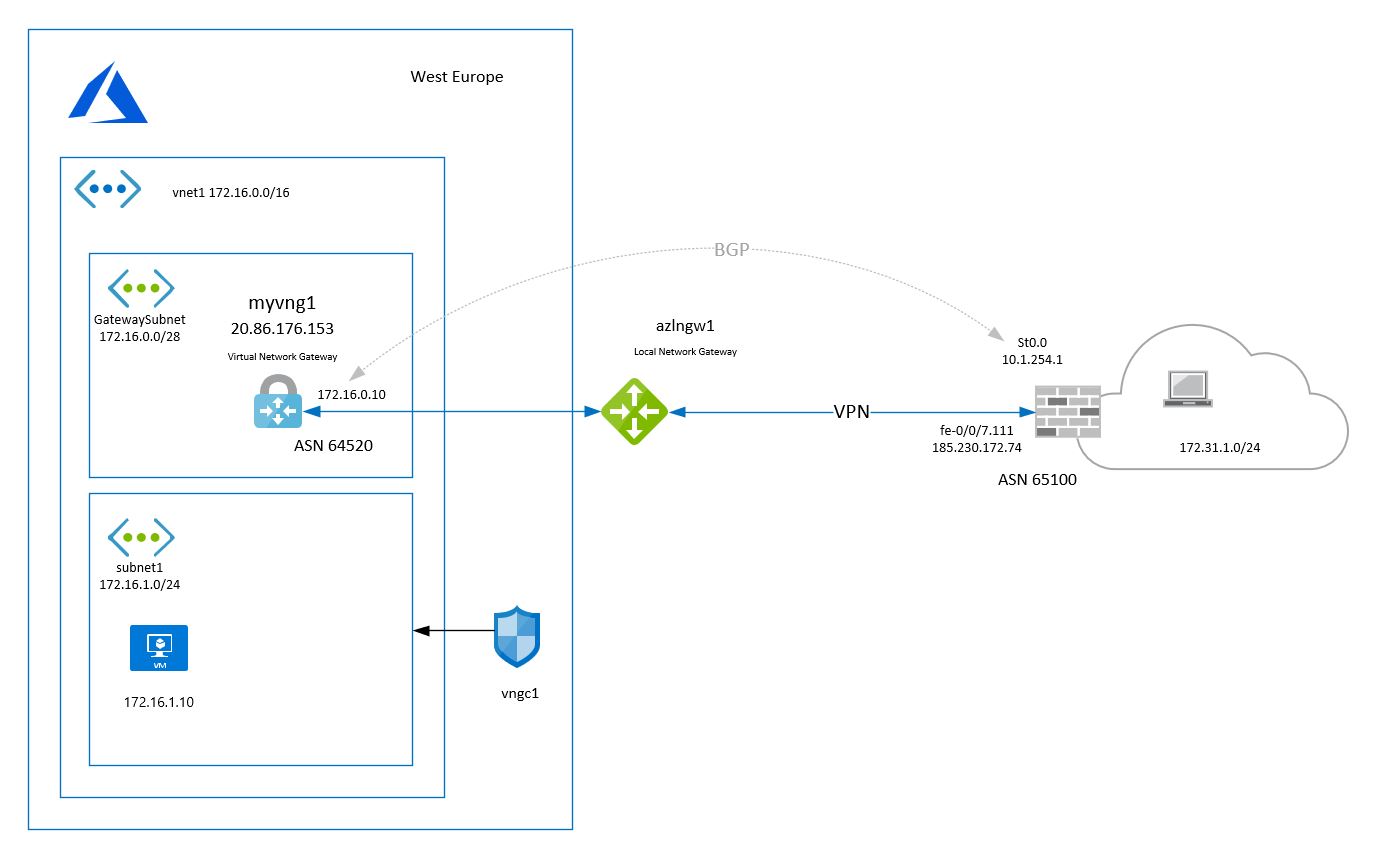 West Europe
vnet1 172.16.0.0/16
GatewaySubnet
172.16.0.0/28
myvng1
20.86.176.153
Virtual Network Gateway
172.16.0.10
ASN 64520
BGP
azlngw1
Local Network Gateway
VPN
St0.0
10.1.254.1
fe-0/0/7.111
185.230.172.74
ASN 65100
172.31.1.0/24
subnet1
172.16.1.0/24
VM
172.16.1.10
vngc1